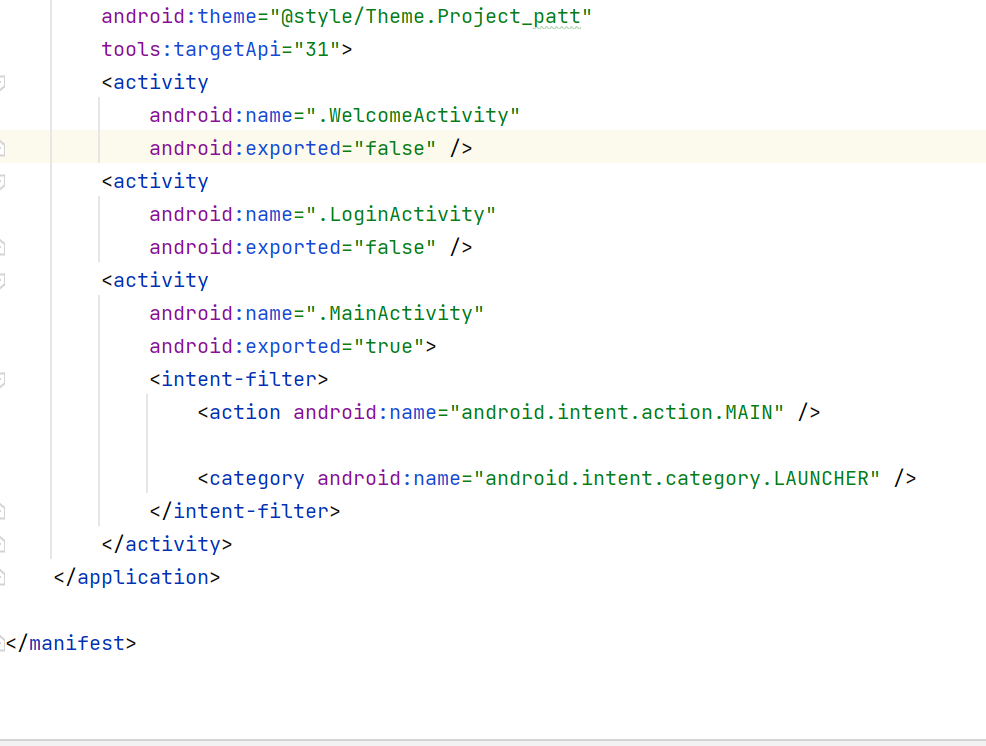 android:theme="@style/Theme.Project_patt"
tools:targetApi="31">
<activity
android:name=".WelcomeActivity"
android:exported="false" />
<activity
android:name=".LoginActivity"
android:exported="false" />
<activity
android:name=".MainActivity"
android:exported="true">
<intent-filter>
<action android:name="android.intent.action.MAIN" />
<category android:name="android.intent.category.LAUNCHER" />
</intent-filter>
</activity>
</application>
</manifest>